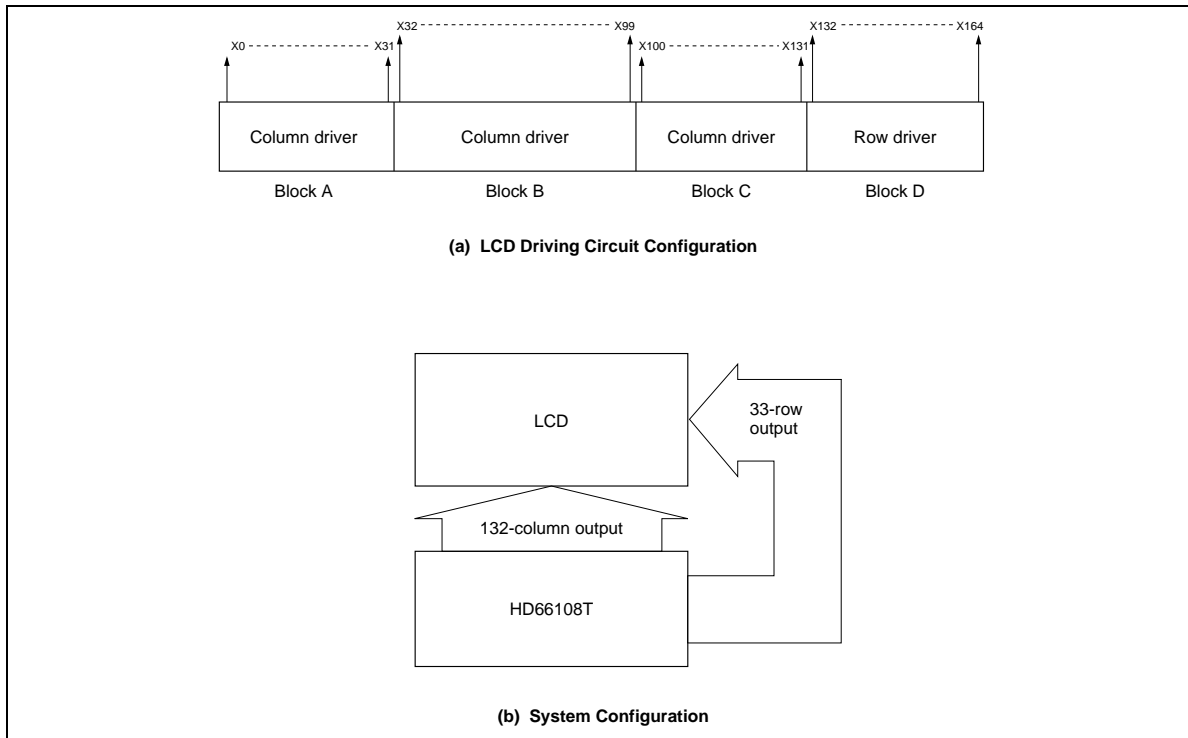 X32 X99 X132 X164
X0 X31 X100 X131
Column driver Column driver Column driver Row driver
Block A Block B Block C Block D
(a) LCD Driving Circuit Configuration
LCD
33-row
output
132-column output
HD66108T
(b) System Configuration